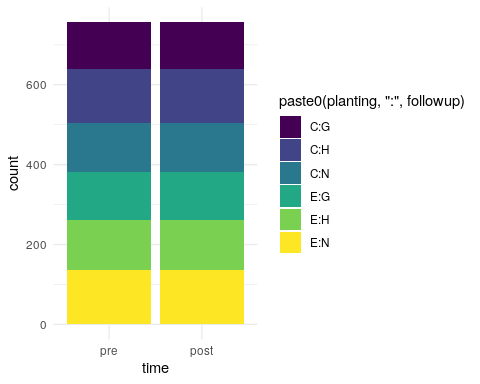 count
600
400
200
0
pre
post
time
paste0(planting, ":", followup)
C:G
C:H
C:N
E:G
E:H
E:N